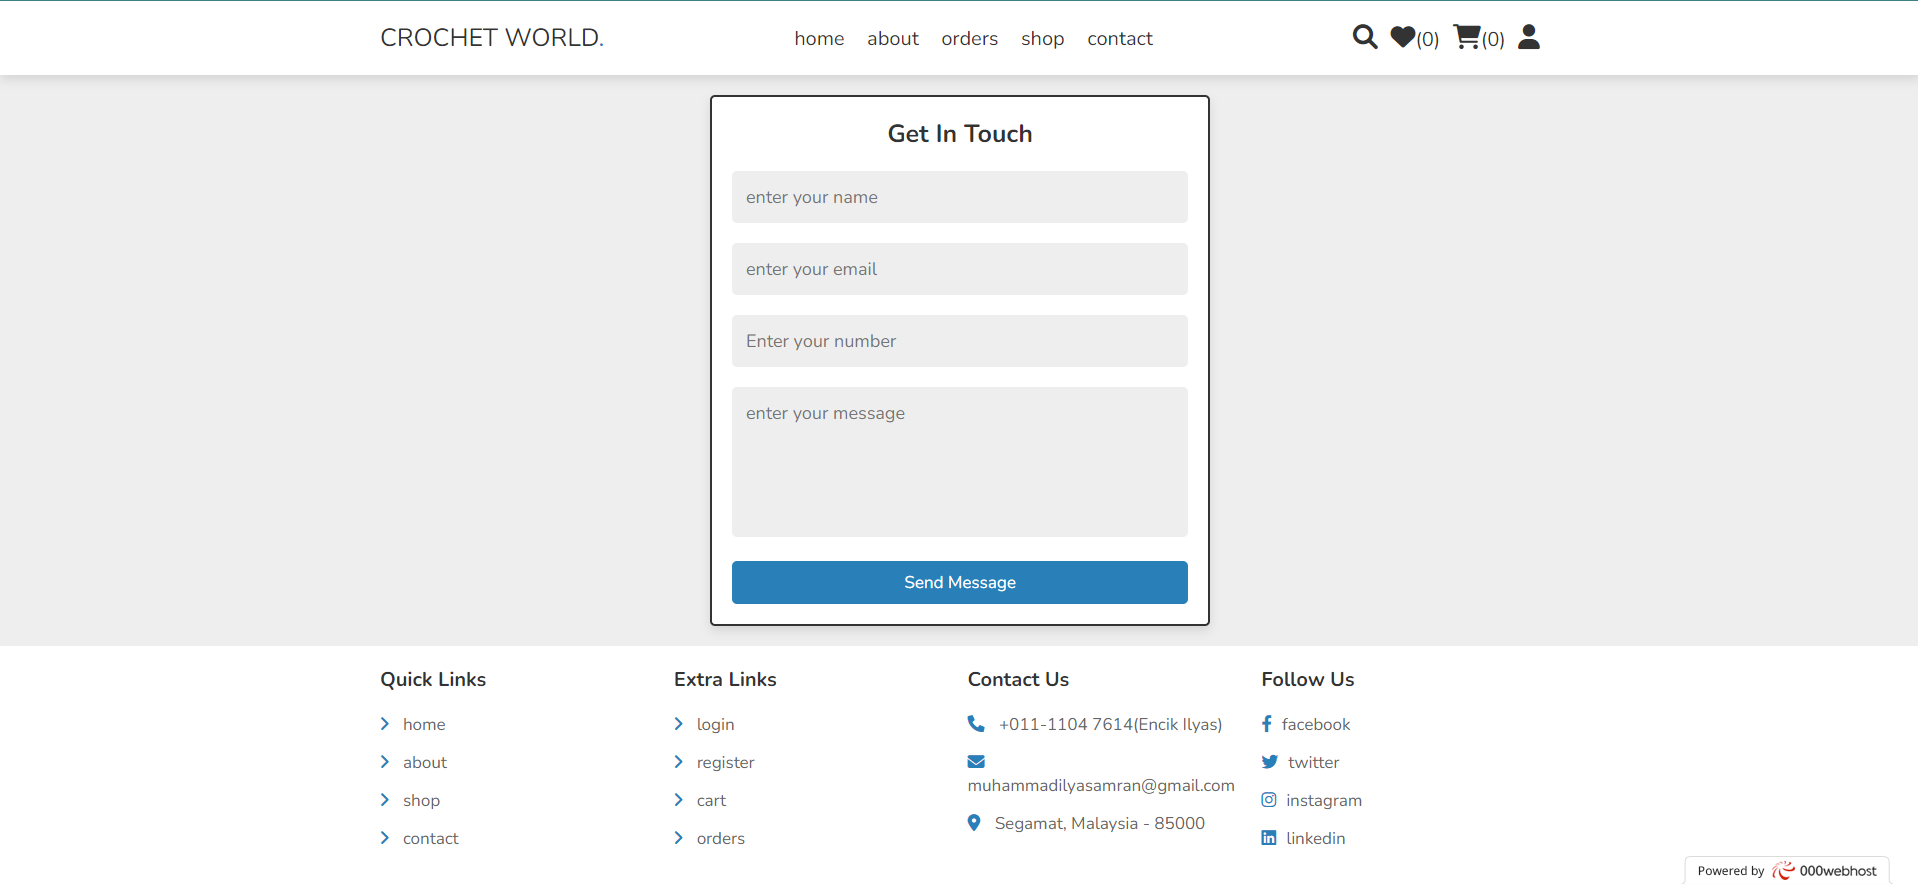 CROCHET WORLD.
home about orders shop contact
(0) (0)
Get In Touch
enter your name
enter your email
Enter your number
enter your message
Send Message
Quick Links
home
about
shop
contact
Extra Links
login
register
cart
orders
Contact Us
+011-1104 7614(Encik Ilyas)
muhammadilyasamran@gmail.com
Segamat, Malaysia - 85000
Follow Us
facebook
twitter
instagram
linkedin
Powered by 000webhost